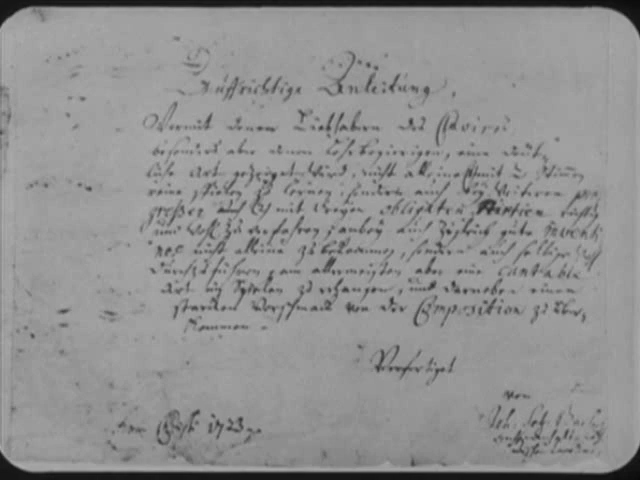 Auffrichtige Anleitung,
Wormit denen Liebhabern des Clavires,
besonders aber denen Lehrbegierigen, eine deüt-
liche Art gezeiget wird, nicht alleine mit 2 Stimen
reine spielen zu lernen, sondern auch bey weiteren pro-
greßen auch mit dreyen obligaten Partien richtig
und wohl zu verfahren, anbey auch zugleich gute inventi-
ones nicht alleine zu bekommen, sondern auch selbige wohl
durchzuführen, am allermeisten aber eine cantable
Art im Spielen zu erlangen, und darneben einen
starcken Vorschmack von der Composition zu über-
kommen.
Verfertiget
von
Joh. Seb. Bach
Anno Christi 1723.